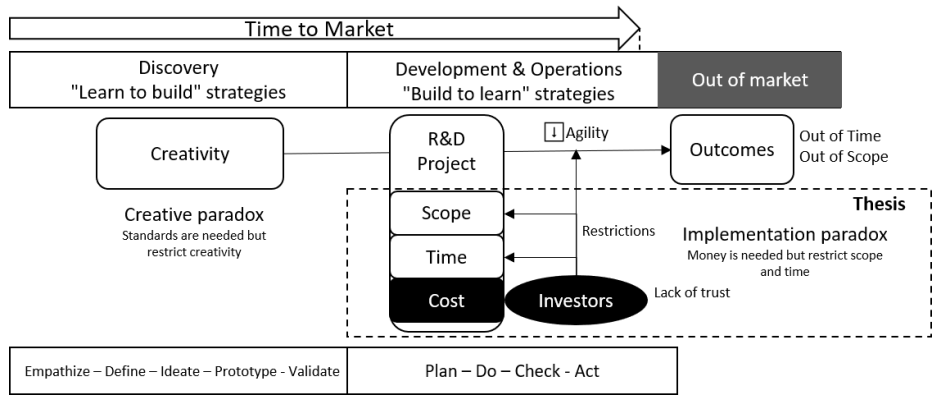 Time to Market
Discovery
"Learn to build" strategies
Development & Operations
"Build to learn" strategies
Out of market
Creativity
R&D
Project
↓ Agility
Outcomes
Out of Time
Out of Scope
Creative paradox
Standards are needed but
restrict creativity
Scope
Time
Cost
Restrictions
Investors
Lack of trust
Thesis
Implementation paradox
Money is needed but restrict scope
and time
Empathize – Define – Ideate – Prototype - Validate
Plan – Do – Check - Act